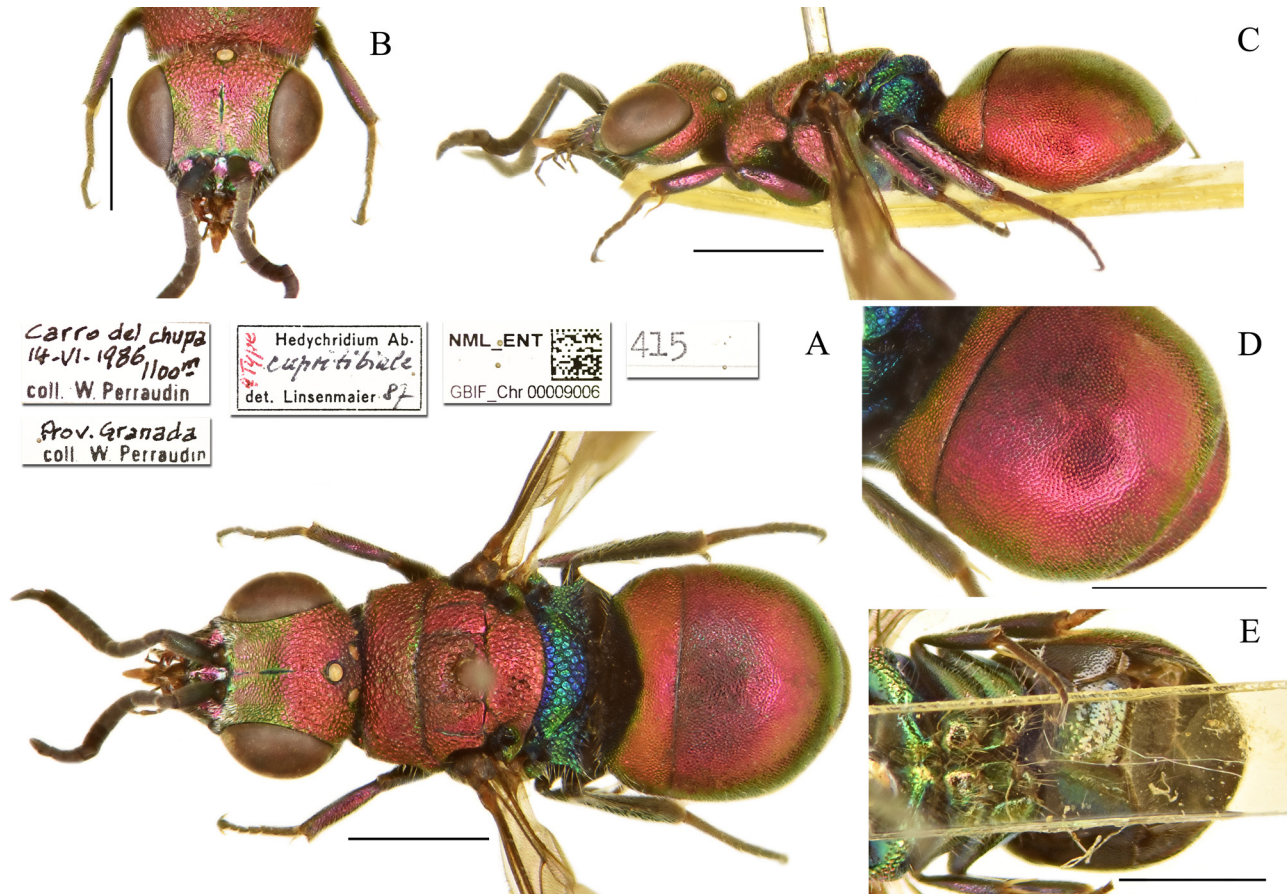 B
C
Carro del chupa
14-VI-1986
1100m
coll. W. Perraudin
Type
Hedychridium Ab.
cupritibiale
det. Linsenmaier 87
NML_ENT
GBIF_Chr 00009006
415
A
D
Prov. Granada
coll. W. Perraudin
E